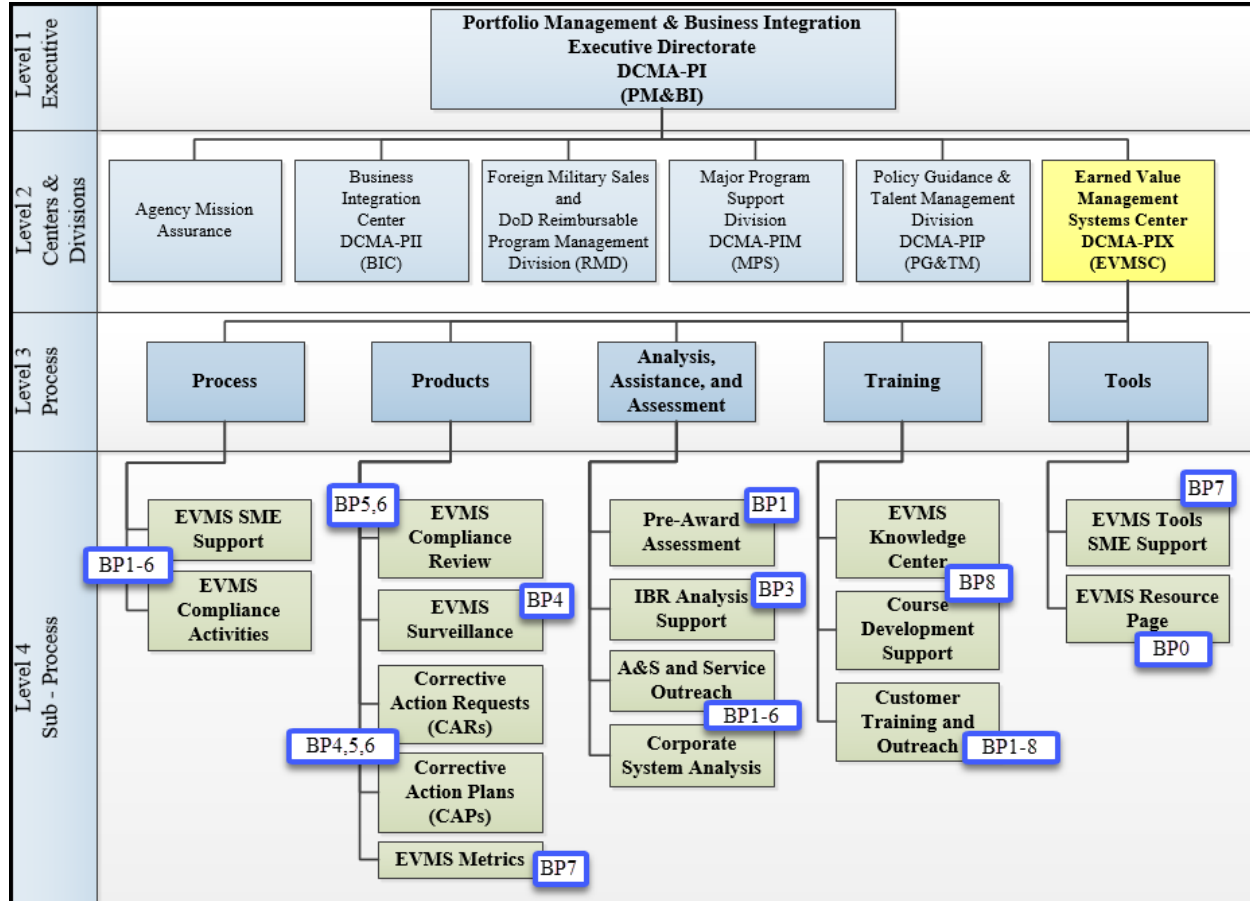 Level 1
Executive
Portfolio Management & Business Integration
Executive Directorate
DCMA-PI
(PM&BI)
Level 2
Centers &
Divisions
Agency Mission
Assurance
Business
Integration
Center
DCMA-PII
(BIC)
Foreign Military Sales
and
DoD Reimbursable
Program Management
Division (RMD)
Major Program
Support
Division
DCMA-PIM
(MPS)
Policy Guidance &
Talent Management
Division
DCMA-PIP
(PG&TM)
Earned Value
Management
Systems Center
DCMA-PIX
(EVMSC)
Level 3
Process
Process
Products
Analysis,
Assistance, and
Assessment
Training
Tools
Level 4
Sub - Process
EVMS SME
Support
BP1-6
EVMS
Compliance
Activities
BP5,6
EVMS
Compliance
Review
BP4
EVMS
Surveillance
Corrective
Action Requests
(CARs)
BP4,5,6
Corrective
Action Plans
(CAPs)
EVMS Metrics
BP7
BP1
Pre-Award
Assessment
BP3
IBR Analysis
Support
A&S and Service
Outreach
BP1-6
Corporate
System Analysis
EVMS
Knowledge
Center
BP8
Course
Development
Support
Customer
Training and
Outreach
BP1-8
BP7
EVMS Tools
SME Support
EVMS Resource
Page
BP0